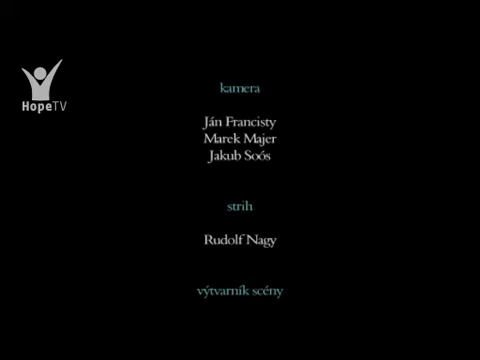 HopeTV
kamera
Ján Francisty
Marek Majer
Jakub Soós
strih
Rudolf Nagy
výtvarník scény